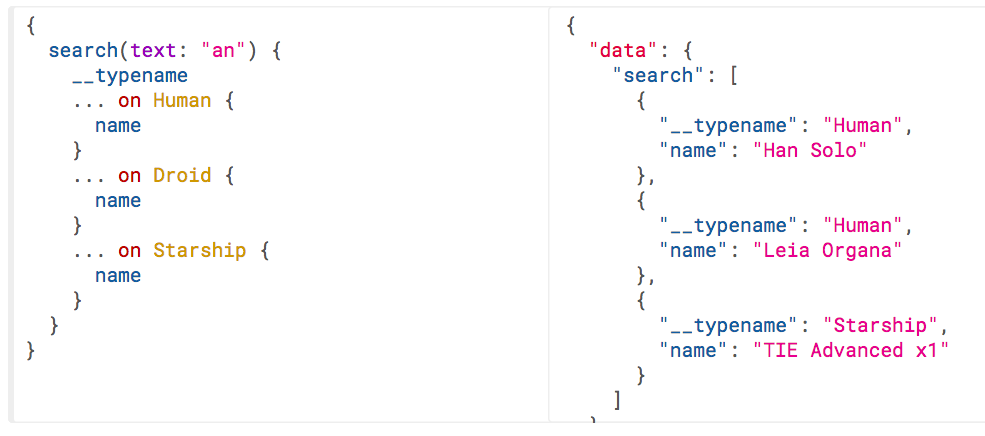 {
  search(text: "an") {
    __typename
    ... on Human {
      name
    }
    ... on Droid {
      name
    }
    ... on Starship {
      name
    }
  }
}
{
  "data": {
    "search": [
      {
        "__typename": "Human",
        "name": "Han Solo"
      },
      {
        "__typename": "Human",
        "name": "Leia Organa"
      },
      {
        "__typename": "Starship",
        "name": "TIE Advanced x1"
      }
    ]
  }